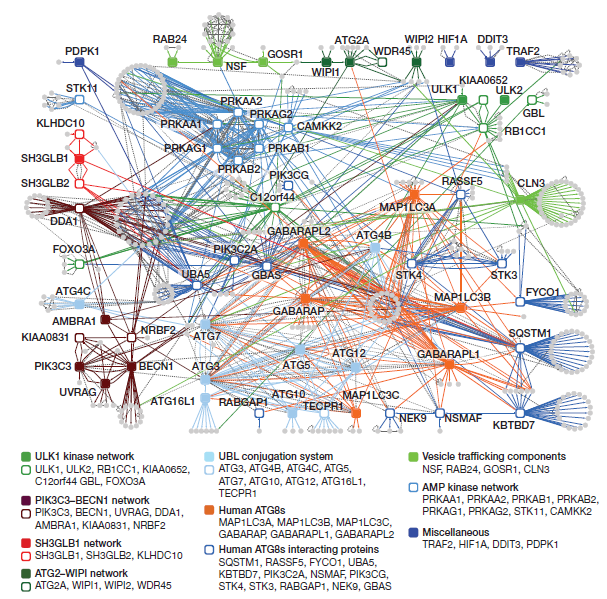 RAB24
NSF
GOSR1
ATG2A
WIPI2
HIF1A
DDIT3
PDPK1
WDR45
TRAF2
WIPI1
STK11
KIAA0652
ULK1
ULK2
PRKAA2
PRKAG2
GBL
KLHDC10
PRKAA1
CAMKK2
RB1CC1
SH3GLB1
PRKAG1
PRKAB1
PRKAB2
PIK3CG
SH3GLB2
RASSF5
CLN3
C12orf44
MAP1LC3A
DDA1
GABARAPL2
ATG4B
FOXO3A
PIK3C2A
UBA5
GBAS
STK4
STK3
ATG4C
FYCO1
MAP1LC3B
AMBRA1
GABARAP
KIAA0831
NRBF2
ATG7
SQSTM1
ATG12
GABARAPL1
PIK3C3
BECN1
ATG3
ATG5
UVRAG
ATG16L1
RABGAP1
ATG10
MAP1LC3C
TECPR1
NEK9
NSMAF
KBTBD7
ULK1 kinase network
ULK1, ULK2, RB1CC1, KIAA0652,
C12orf44 GBL, FOXO3A
PIK3C3–BECN1 network
PIK3C3, BECN1, UVRAG, DDA1,
AMBRA1, KIAA0831, NRBF2
SH3GLB1 network
SH3GLB1, SH3GLB2, KLHDC10
ATG2–WIPI network
ATG2A, WIPI1, WIPI2, WDR45
UBL conjugation system
ATG3, ATG4B, ATG4C, ATG5,
ATG7, ATG10, ATG12, ATG16L1,
TECPR1
Human ATG8s
MAP1LC3A, MAP1LC3B, MAP1LC3C,
GABARAP, GABARAPL1, GABARAPL2
Human ATG8s interacting proteins
SQSTM1, RASSF5, FYCO1, UBA5,
KBTBD7, PIK3C2A, NSMAF, PIK3CG,
STK4, STK3, RABGAP1, NEK9, GBAS
Vesicle trafficking components
NSF, RAB24, GOSR1, CLN3
AMP kinase network
PRKAA1, PRKAA2, PRKAB1, PRKAB2,
PRKAG1, PRKAG2, STK11, CAMKK2
Miscellaneous
TRAF2, HIF1A, DDIT3, PDPK1